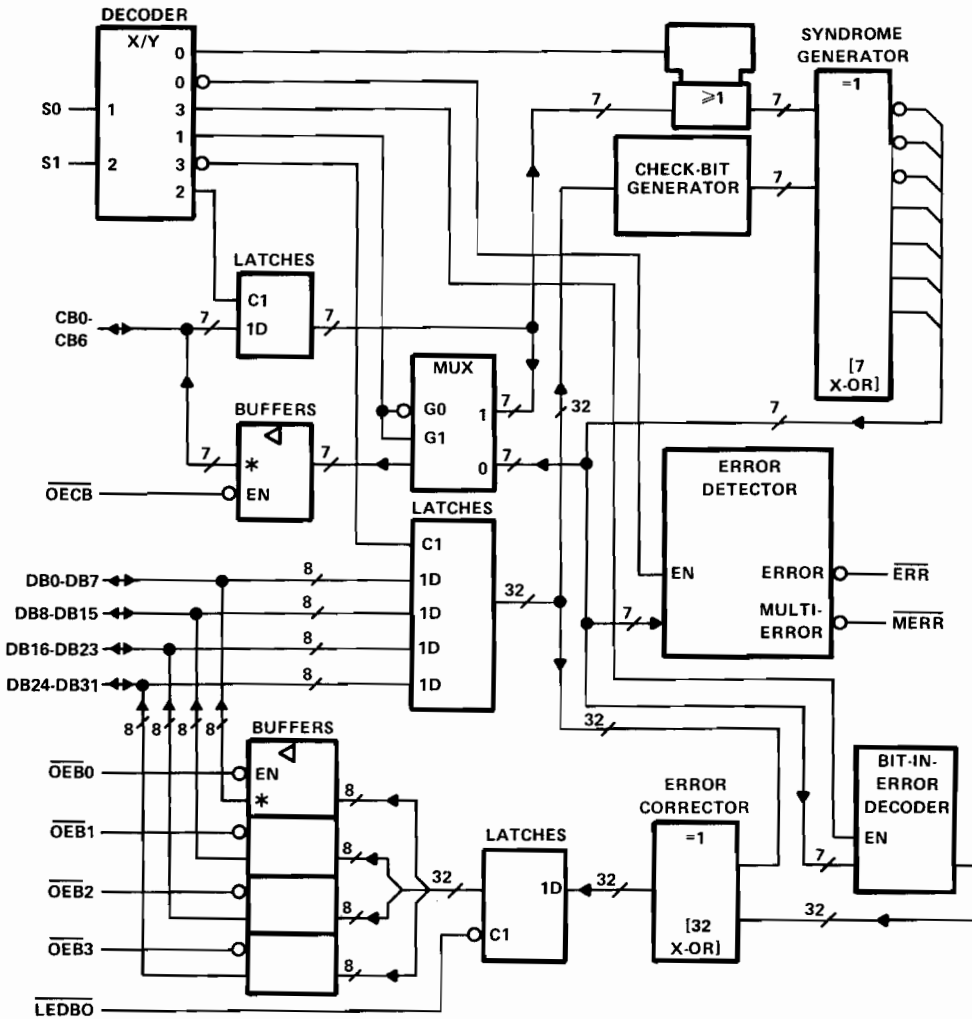 DECODER
X/Y
0
0
3
1
3
2
S0
1
S1
2
≥1
7
7
SYNDROME
GENERATOR
=1
[7
X-OR]
CHECK-BIT
GENERATOR
7
LATCHES
C1
1D
CB0-
CB6
7
7
MUX
G0
G1
1
0
7
7
7
32
BUFFERS
*
EN
7
7
OECB
LATCHES
C1
1D
1D
1D
1D
32
DB0-DB7
8
DB8-DB15
8
DB16-DB23
8
DB24-DB31
8
ERROR
DETECTOR
EN
ERROR
MULTI-
ERROR
7
ERR
MERR
8 8 8 8
BUFFERS
EN
*
OEB0
OEB1
OEB2
OEB3
8
8
8
8
32
LATCHES
1D
C1
LEDBO
32
32
ERROR
CORRECTOR
=1
[32
X-OR]
32
BIT-IN-
ERROR
DECODER
EN
7